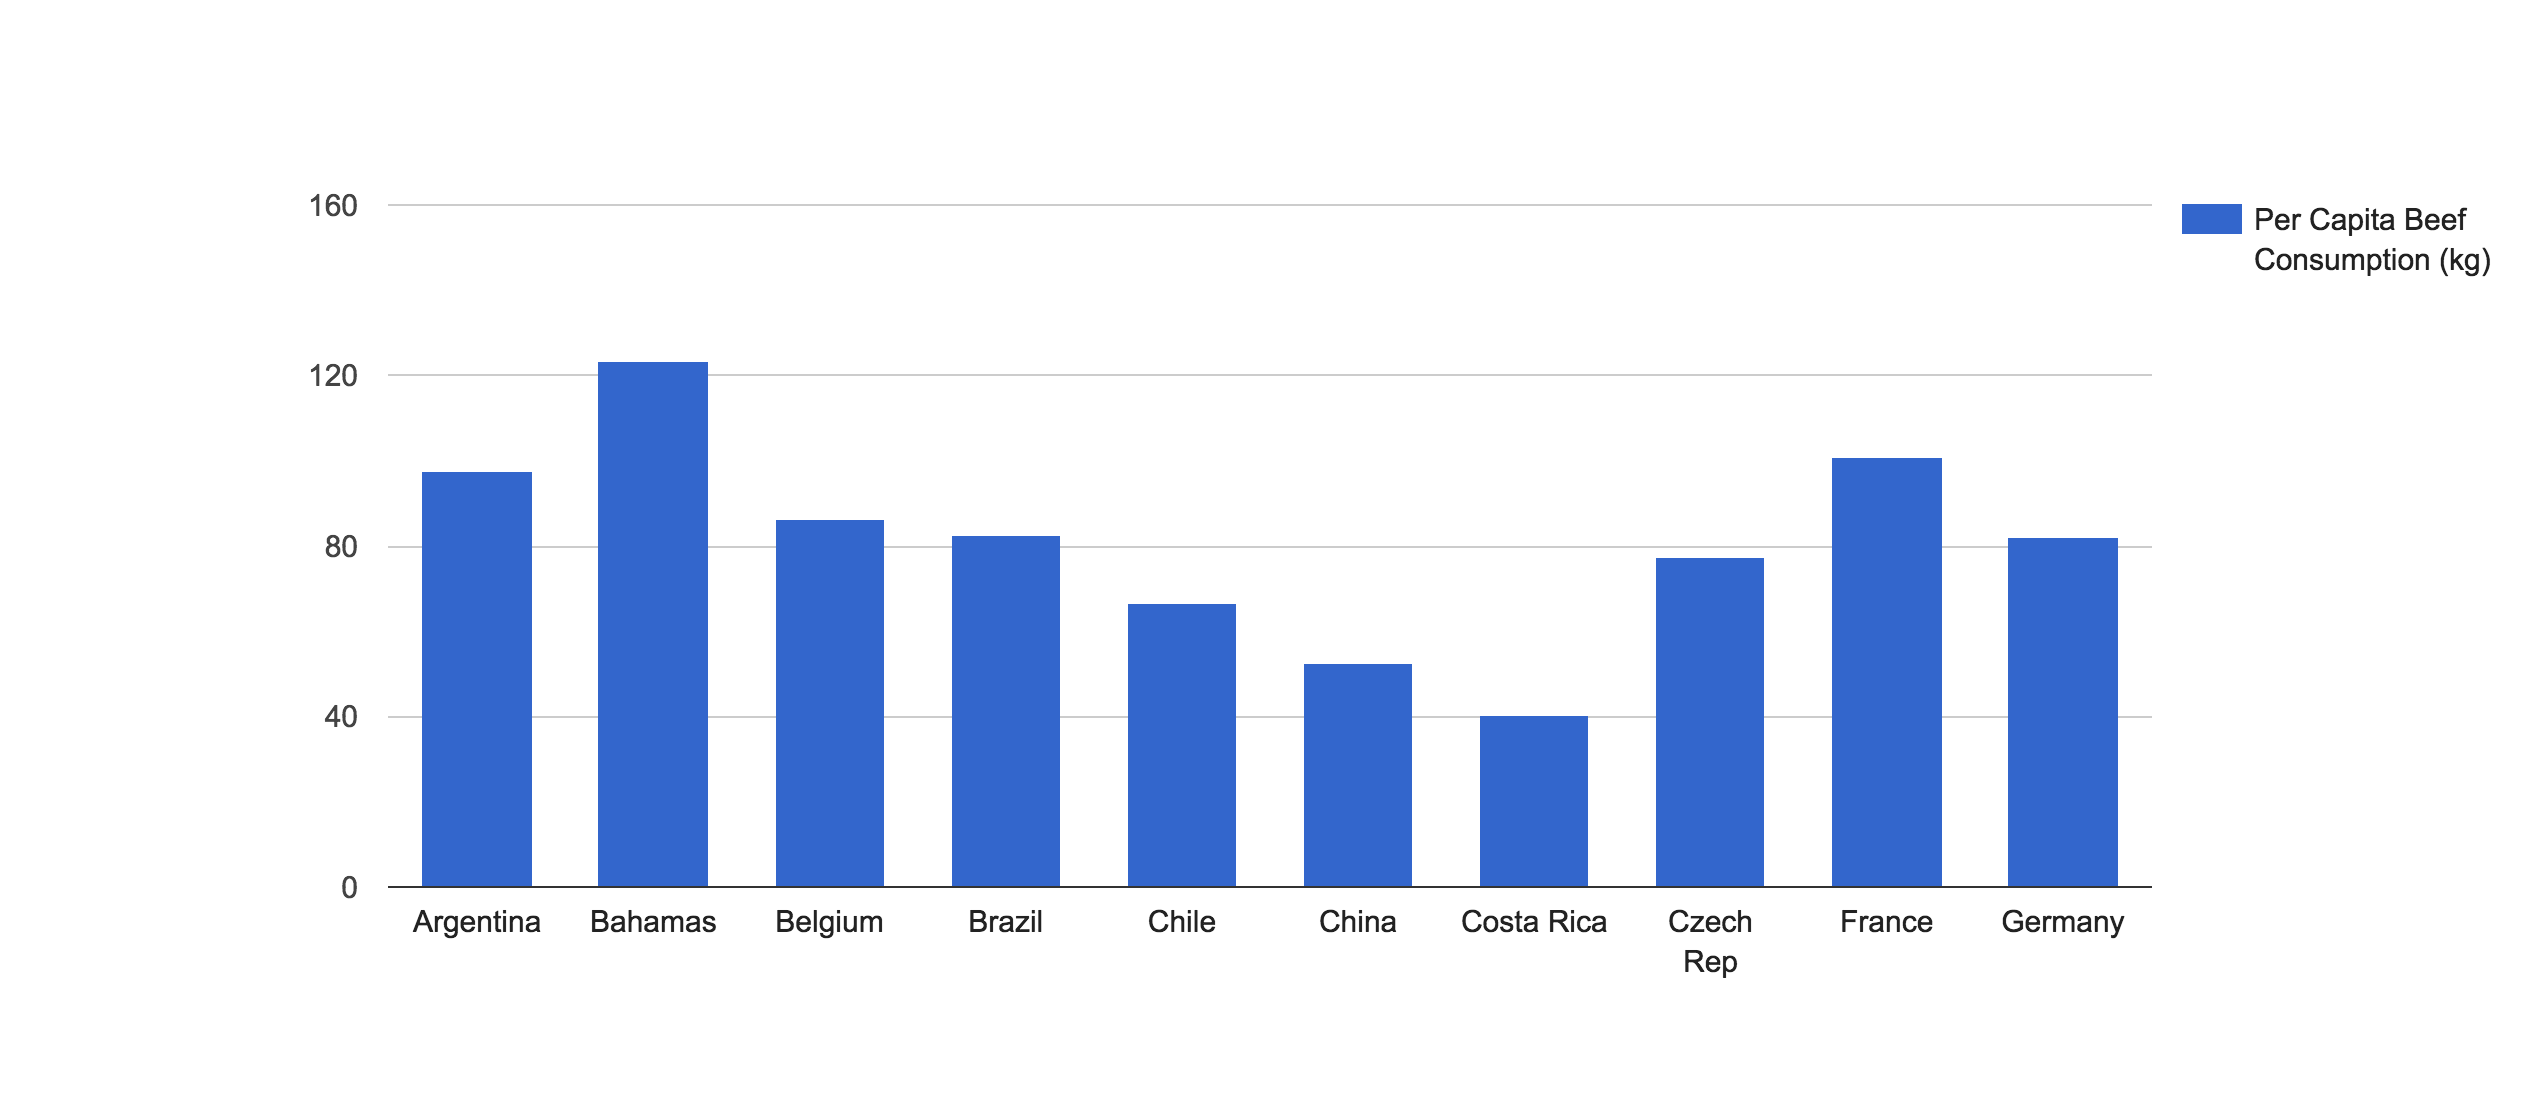 160
120
80
40
0
Per Capita Beef
Consumption (kg)
Argentina
Bahamas
Belgium
Brazil
Chile
China
Costa Rica
Czech
Rep
France
Germany